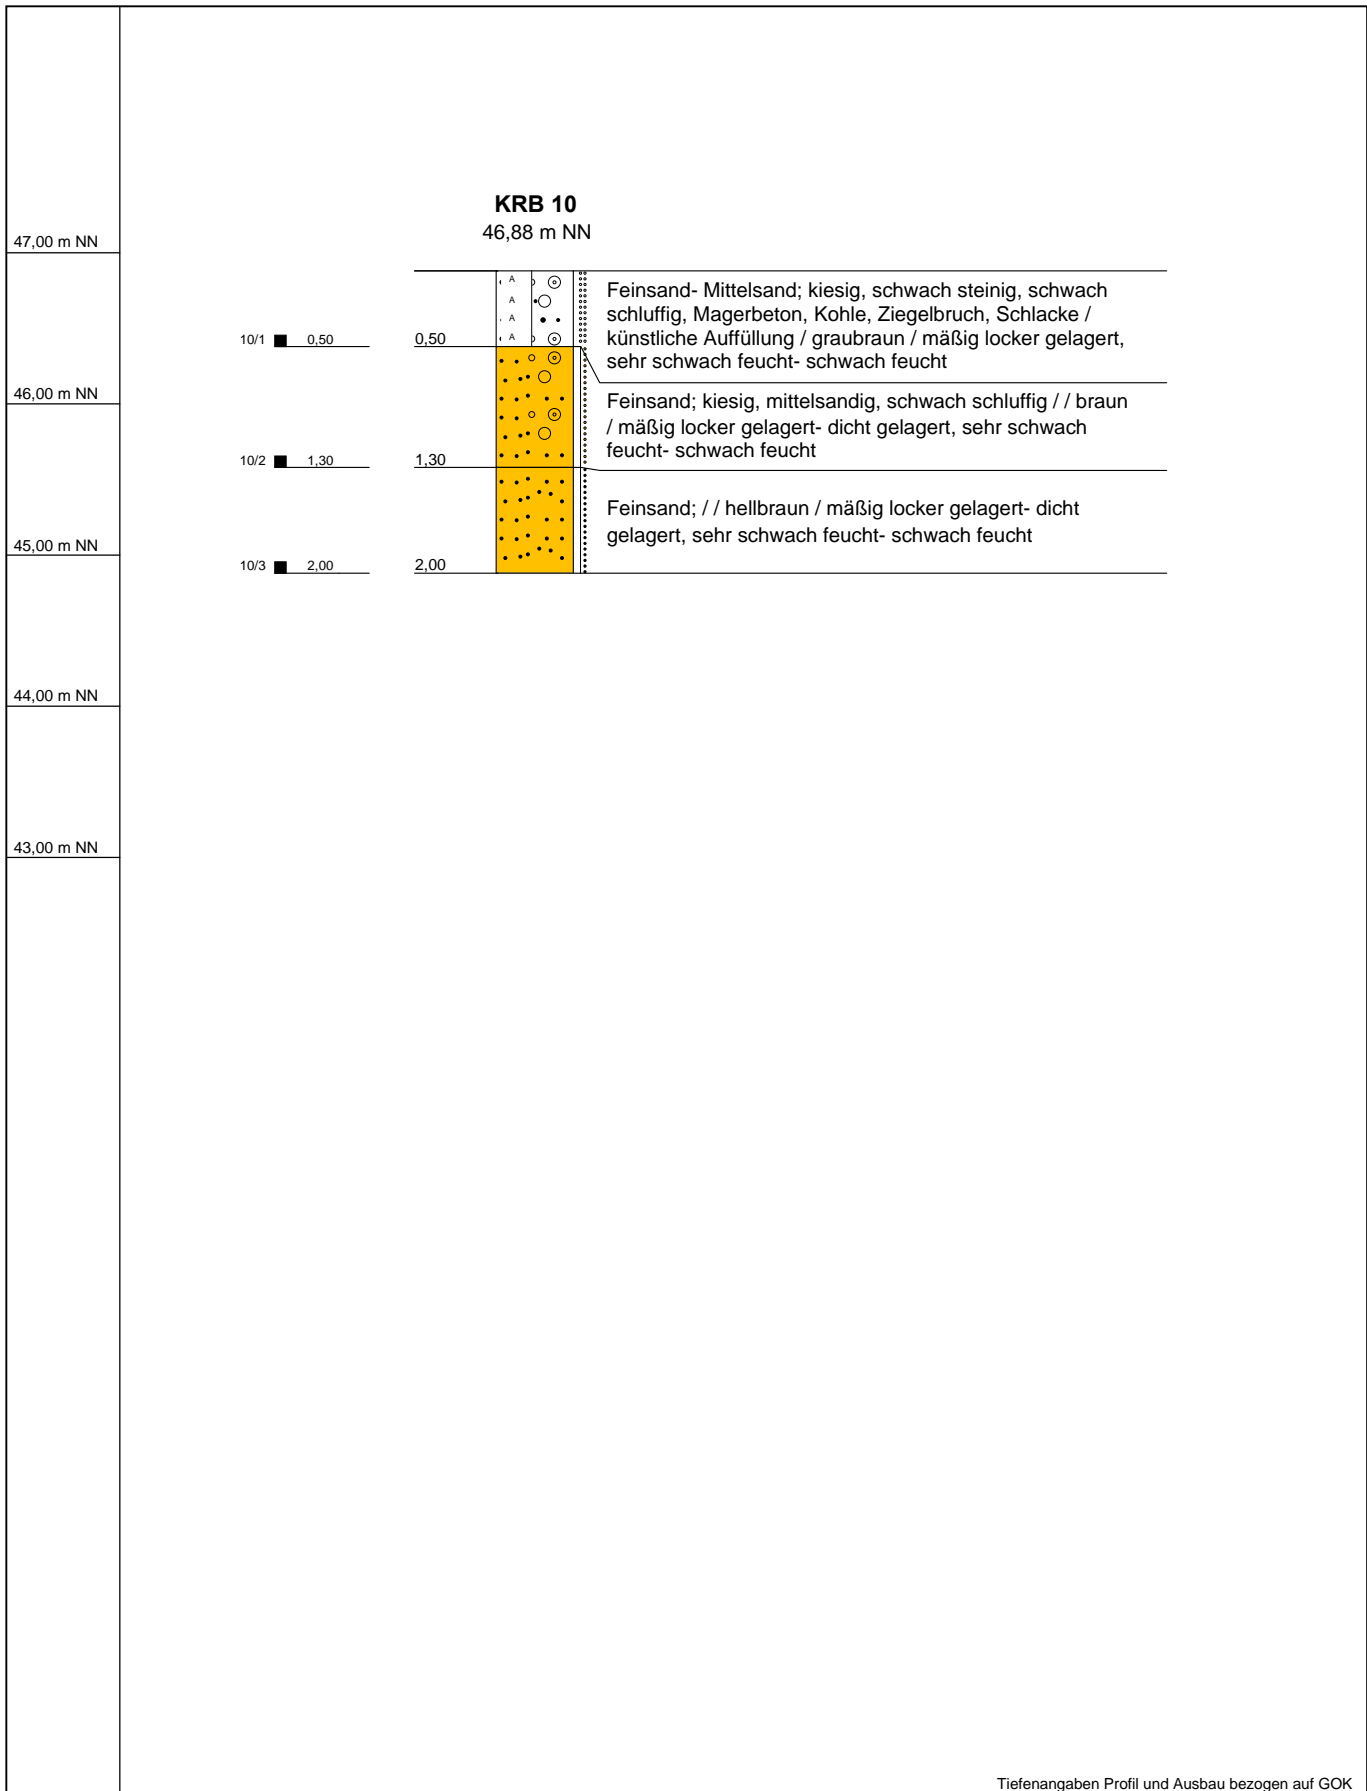 KRB 10
46,88 m NN
47,00 m NN
A
A
A
A
Feinsand- Mittelsand; kiesig, schwach steinig, schwach
schluffig, Magerbeton, Kohle, Ziegelbruch, Schlacke /
künstliche Auffüllung / graubraun / mäßig locker gelagert,
sehr schwach feucht- schwach feucht
10/1 0,50 0,50
46,00 m NN
Feinsand; kiesig, mittelsandig, schwach schluffig / / braun
/ mäßig locker gelagert- dicht gelagert, sehr schwach
feucht- schwach feucht
10/2 1,30 1,30
Feinsand; / / hellbraun / mäßig locker gelagert- dicht
gelagert, sehr schwach feucht- schwach feucht
45,00 m NN
10/3 2,00 2,00
44,00 m NN
43,00 m NN
Tiefenangaben Profil und Ausbau bezogen auf GOK